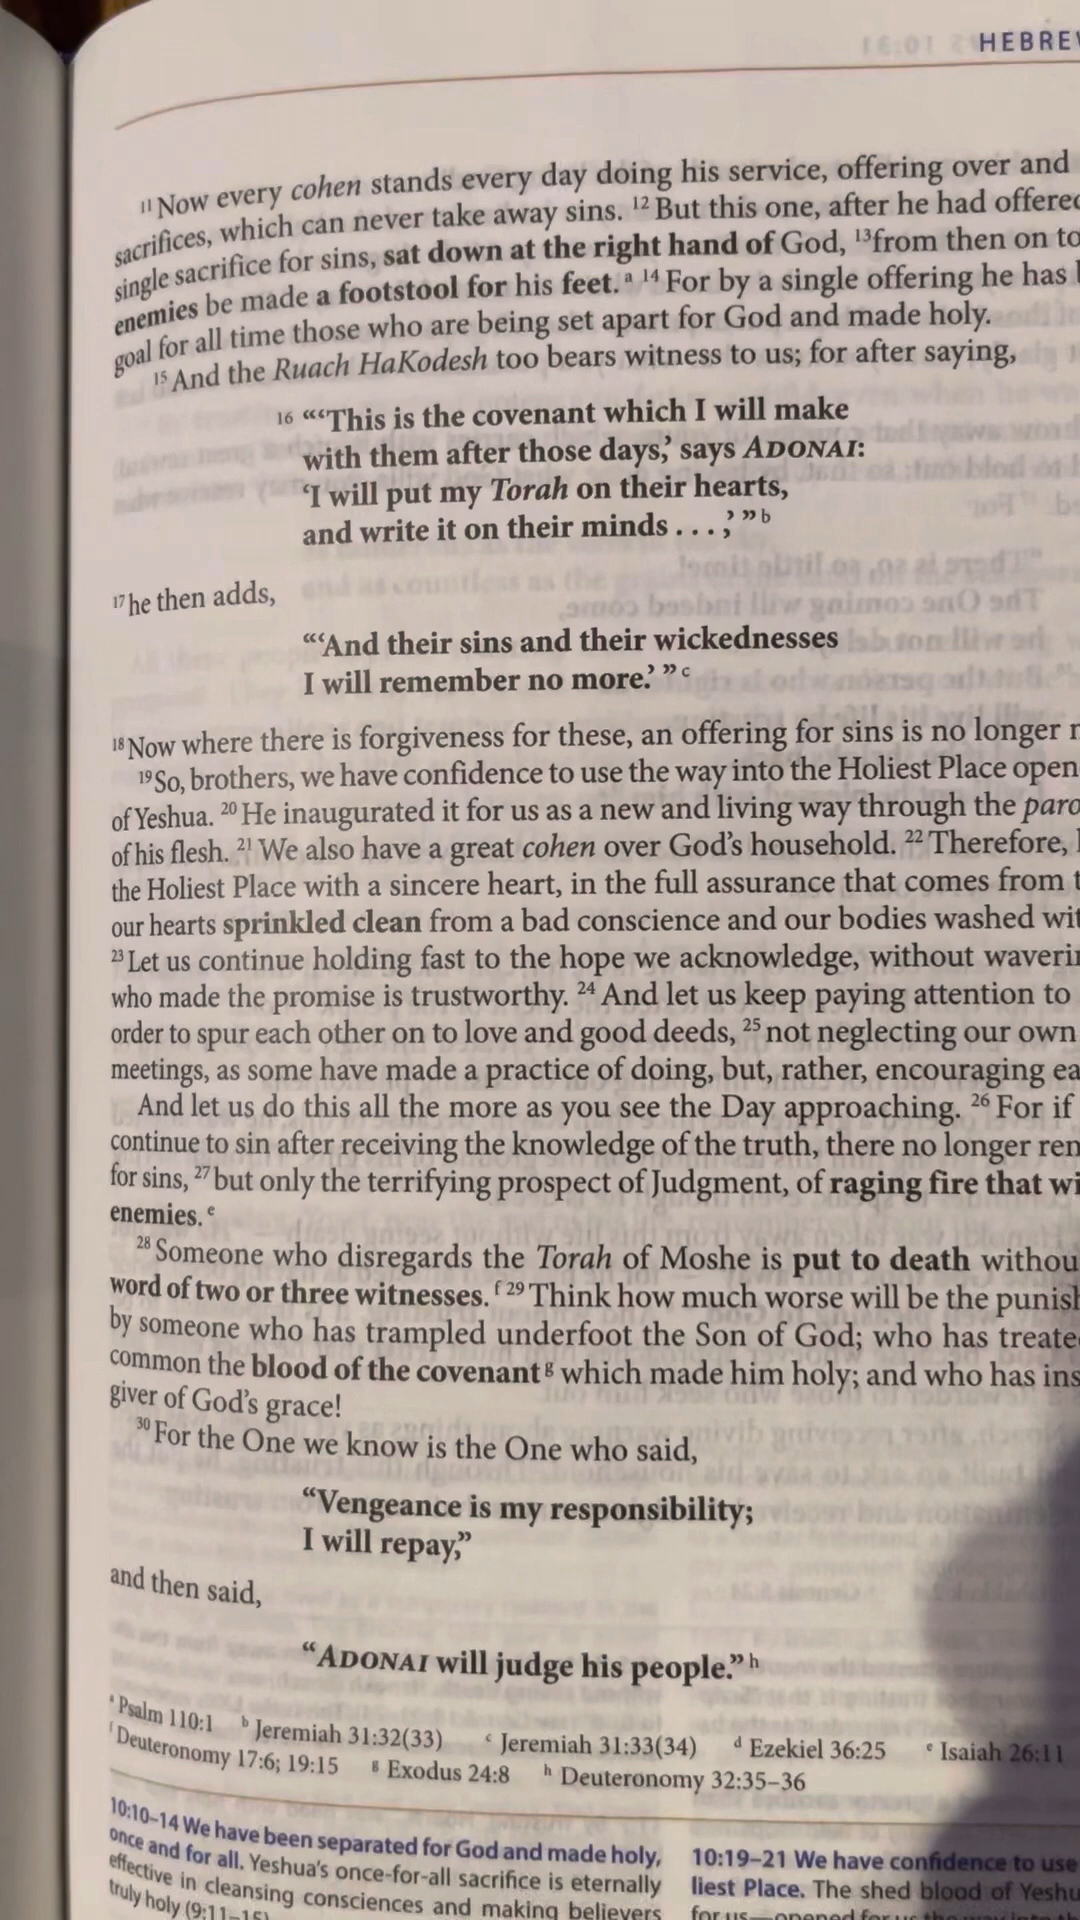 HEBREW
¹¹Now every cohen stands every day doing his service, offering over and
sacrifices, which can never take away sins. ¹² But this one, after he had offered
single sacrifice for sins, sat down at the right hand of God, ¹³from then on to
enemies be made a footstool for his feet. ᵃ ¹⁴ For by a single offering he has
goal for all time those who are being set apart for God and made holy.
¹⁵ And the Ruach HaKodesh too bears witness to us; for after saying,
¹⁶ “‘This is the covenant which I will make
with them after those days,’ says ADONAI:
‘I will put my Torah on their hearts,
and write it on their minds . . . ;’ ” ᵇ
¹⁷ he then adds,
“‘And their sins and their wickednesses
I will remember no more.’ ” ᶜ
¹⁸ Now where there is forgiveness for these, an offering for sins is no longer
¹⁹ So, brothers, we have confidence to use the way into the Holiest Place open
of Yeshua. ²⁰ He inaugurated it for us as a new and living way through the paro
of his flesh. ²¹ We also have a great cohen over God’s household. ²² Therefore,
the Holiest Place with a sincere heart, in the full assurance that comes from
our hearts sprinkled clean from a bad conscience and our bodies washed wit
²³ Let us continue holding fast to the hope we acknowledge, without waveri
who made the promise is trustworthy. ²⁴ And let us keep paying attention to
order to spur each other on to love and good deeds, ²⁵ not neglecting our own
meetings, as some have made a practice of doing, but, rather, encouraging ea
And let us do this all the more as you see the Day approaching. ²⁶ For if
continue to sin after receiving the knowledge of the truth, there no longer rem
for sins, ²⁷ but only the terrifying prospect of Judgment, of raging fire that wi
enemies. ᵉ
²⁸ Someone who disregards the Torah of Moshe is put to death withou
word of two or three witnesses. ᶠ ²⁹ Think how much worse will be the punish
by someone who has trampled underfoot the Son of God; who has treate
common the blood of the covenant ᵍ which made him holy; and who has ins
giver of God’s grace!
³⁰ For the One we know is the One who said,
“Vengeance is my responsibility;
I will repay,”
and then said,
“ADONAI will judge his people.” ʰ
ᵃ Psalm 110:1 ᵇ Jeremiah 31:32(33) ᶜ Jeremiah 31:33(34) ᵈ Ezekiel 36:25 ᵉ Isaiah 26:11
ᶠ Deuteronomy 17:6; 19:15 ᵍ Exodus 24:8 ʰ Deuteronomy 32:35–36
10:10–14 We have been separated for God and made holy,
once and for all. Yeshua’s once-for-all sacrifice is eternally
effective in cleansing consciences and making believers
truly holy (9:11–15)
10:19–21 We have confidence to use
liest Place. The shed blood of Yeshu
for us—opened for us the way into